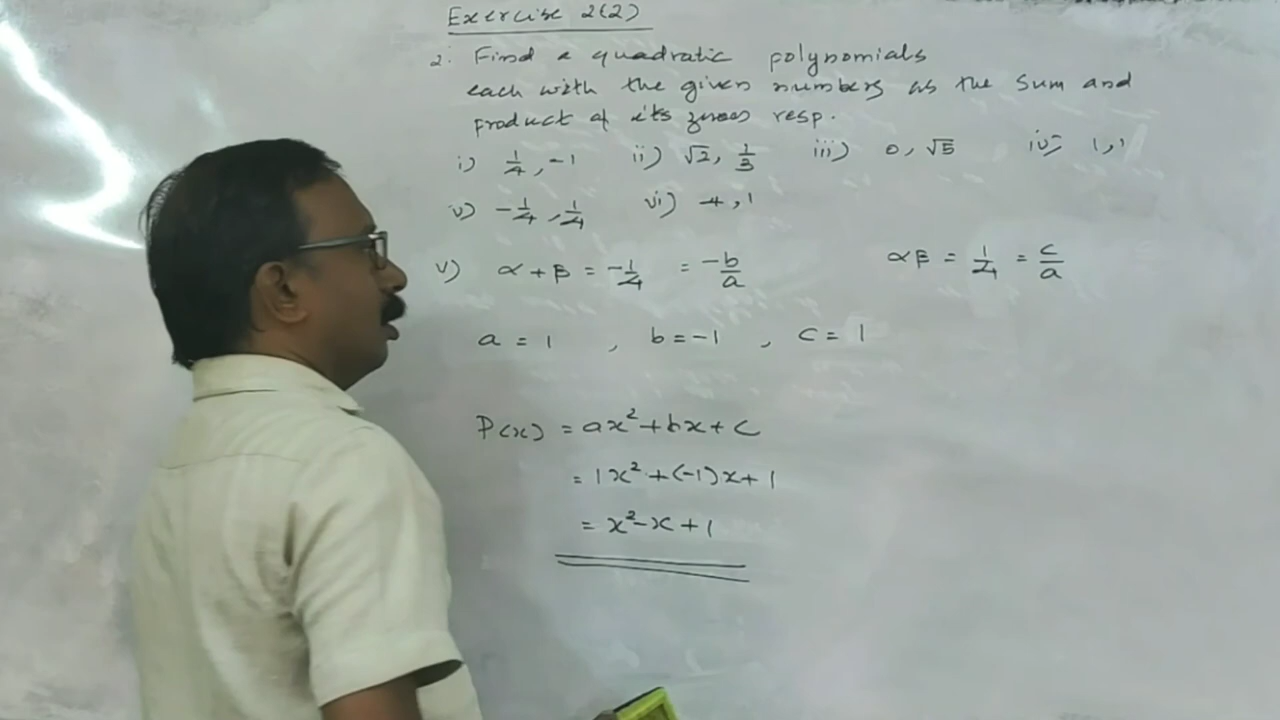 Exercise 2(2)
2. Find a quadratic polynomials
each with the given numbers as the sum and
product of its zeroes resp.
i) 1/4, -1 ii) √2, 1/3 iii) 0, √5 iv) 1, 1
v) -1/4, 1/4 vi) 4, 1
v) α + β = -1/4 = -b/a αβ = 1/4 = c/a
a = 1 , b = -1 , c = 1
P(x) = ax² + bx + c
= 1x² + (-1)x + 1
= x² - x + 1